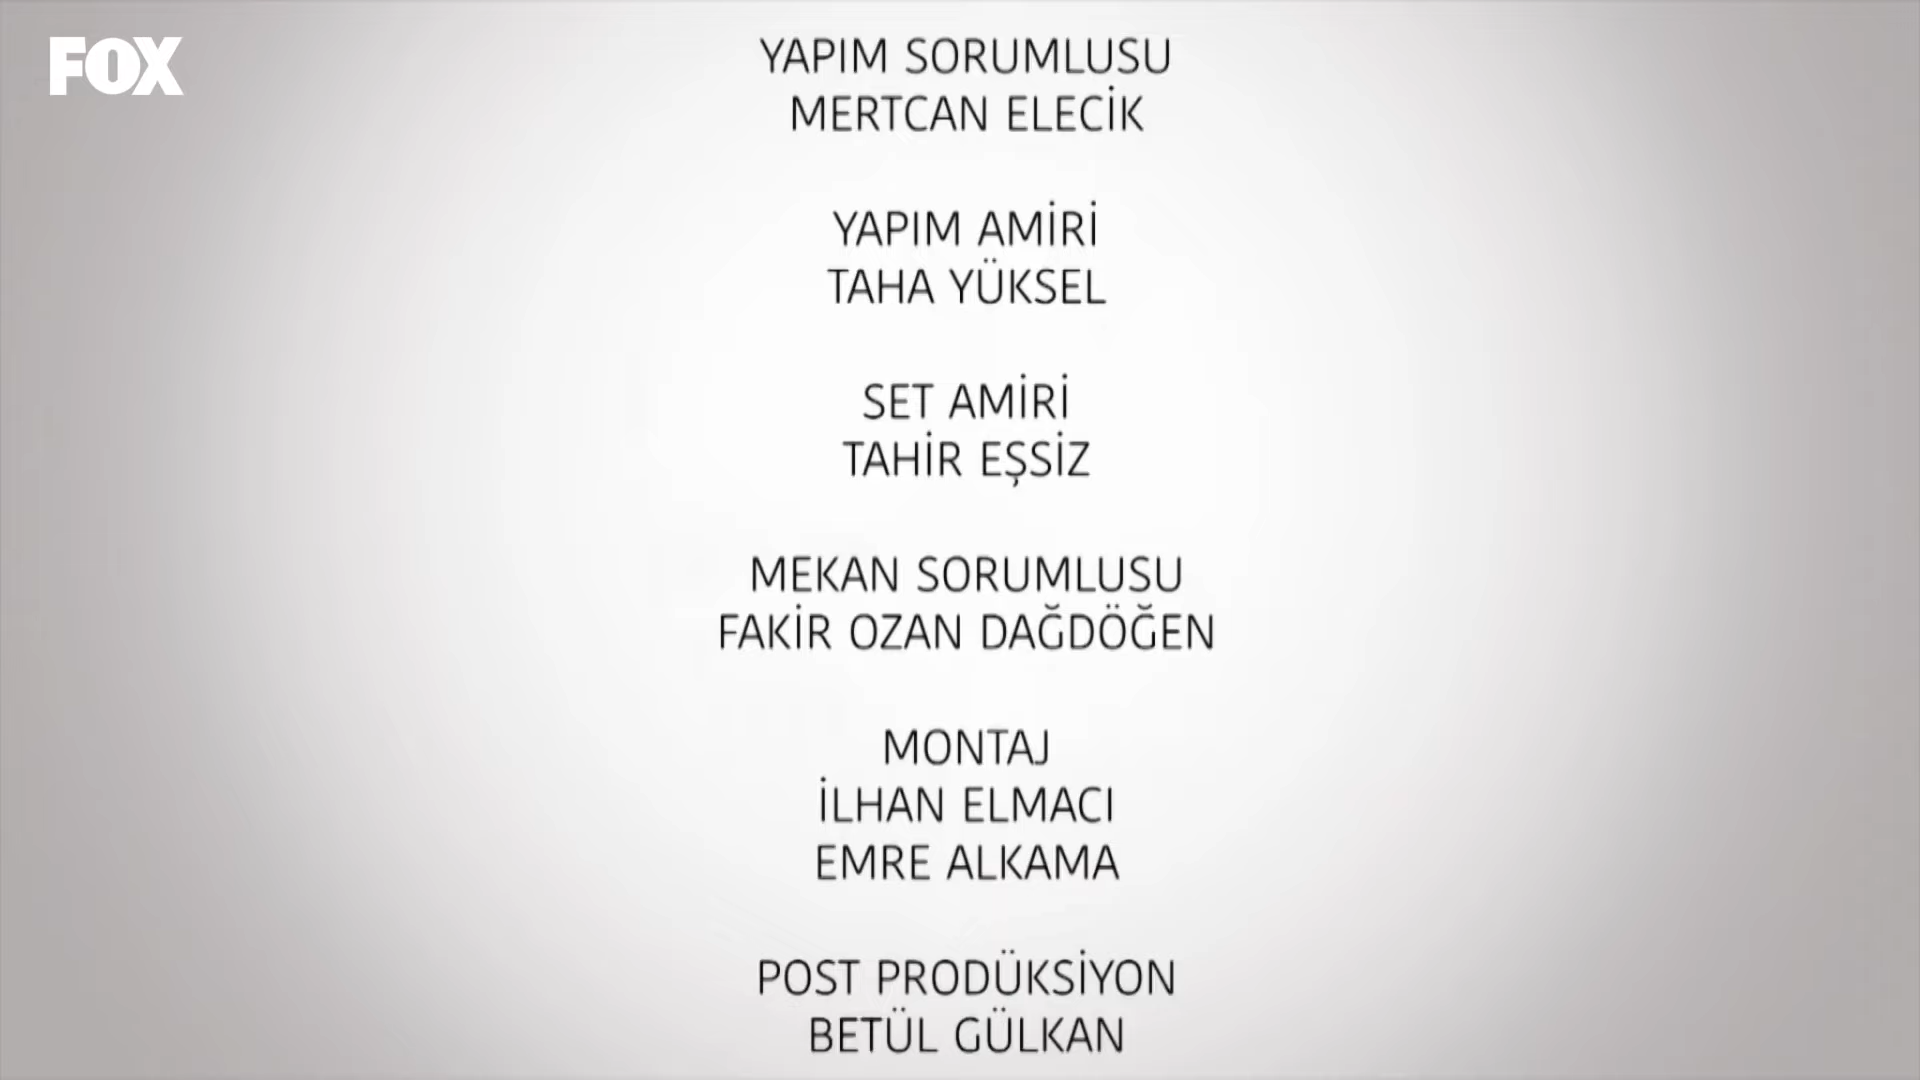 FOX
YAPIM SORUMLUSU
MERTCAN ELECİK
YAPIM AMİRİ
TAHA YÜKSEL
SET AMİRİ
TAHİR EŞSİZ
MEKAN SORUMLUSU
FAKİR OZAN DAĞDÖĞEN
MONTAJ
İLHAN ELMACI
EMRE ALKAMA
POST PRODÜKSİYON
BETÜL GÜLKAN